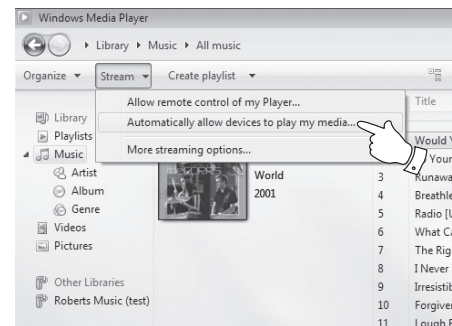 Windows Media Player
Library Music All music
Organize Stream Create playlist
Allow remote control of my Player...
Automatically allow devices to play my media...
More streaming options...
Library
Playlists
Music
Artist
Album
Genre
Videos
Pictures
Other Libraries
Roberts Music (test)
World
2001
Title
Would
Your
3 Runawa
4 Breathle
5 Radio [
6 What Ca
7 The Rig
8 I Never
9 Irresistib
10 Forgive
11 Lough